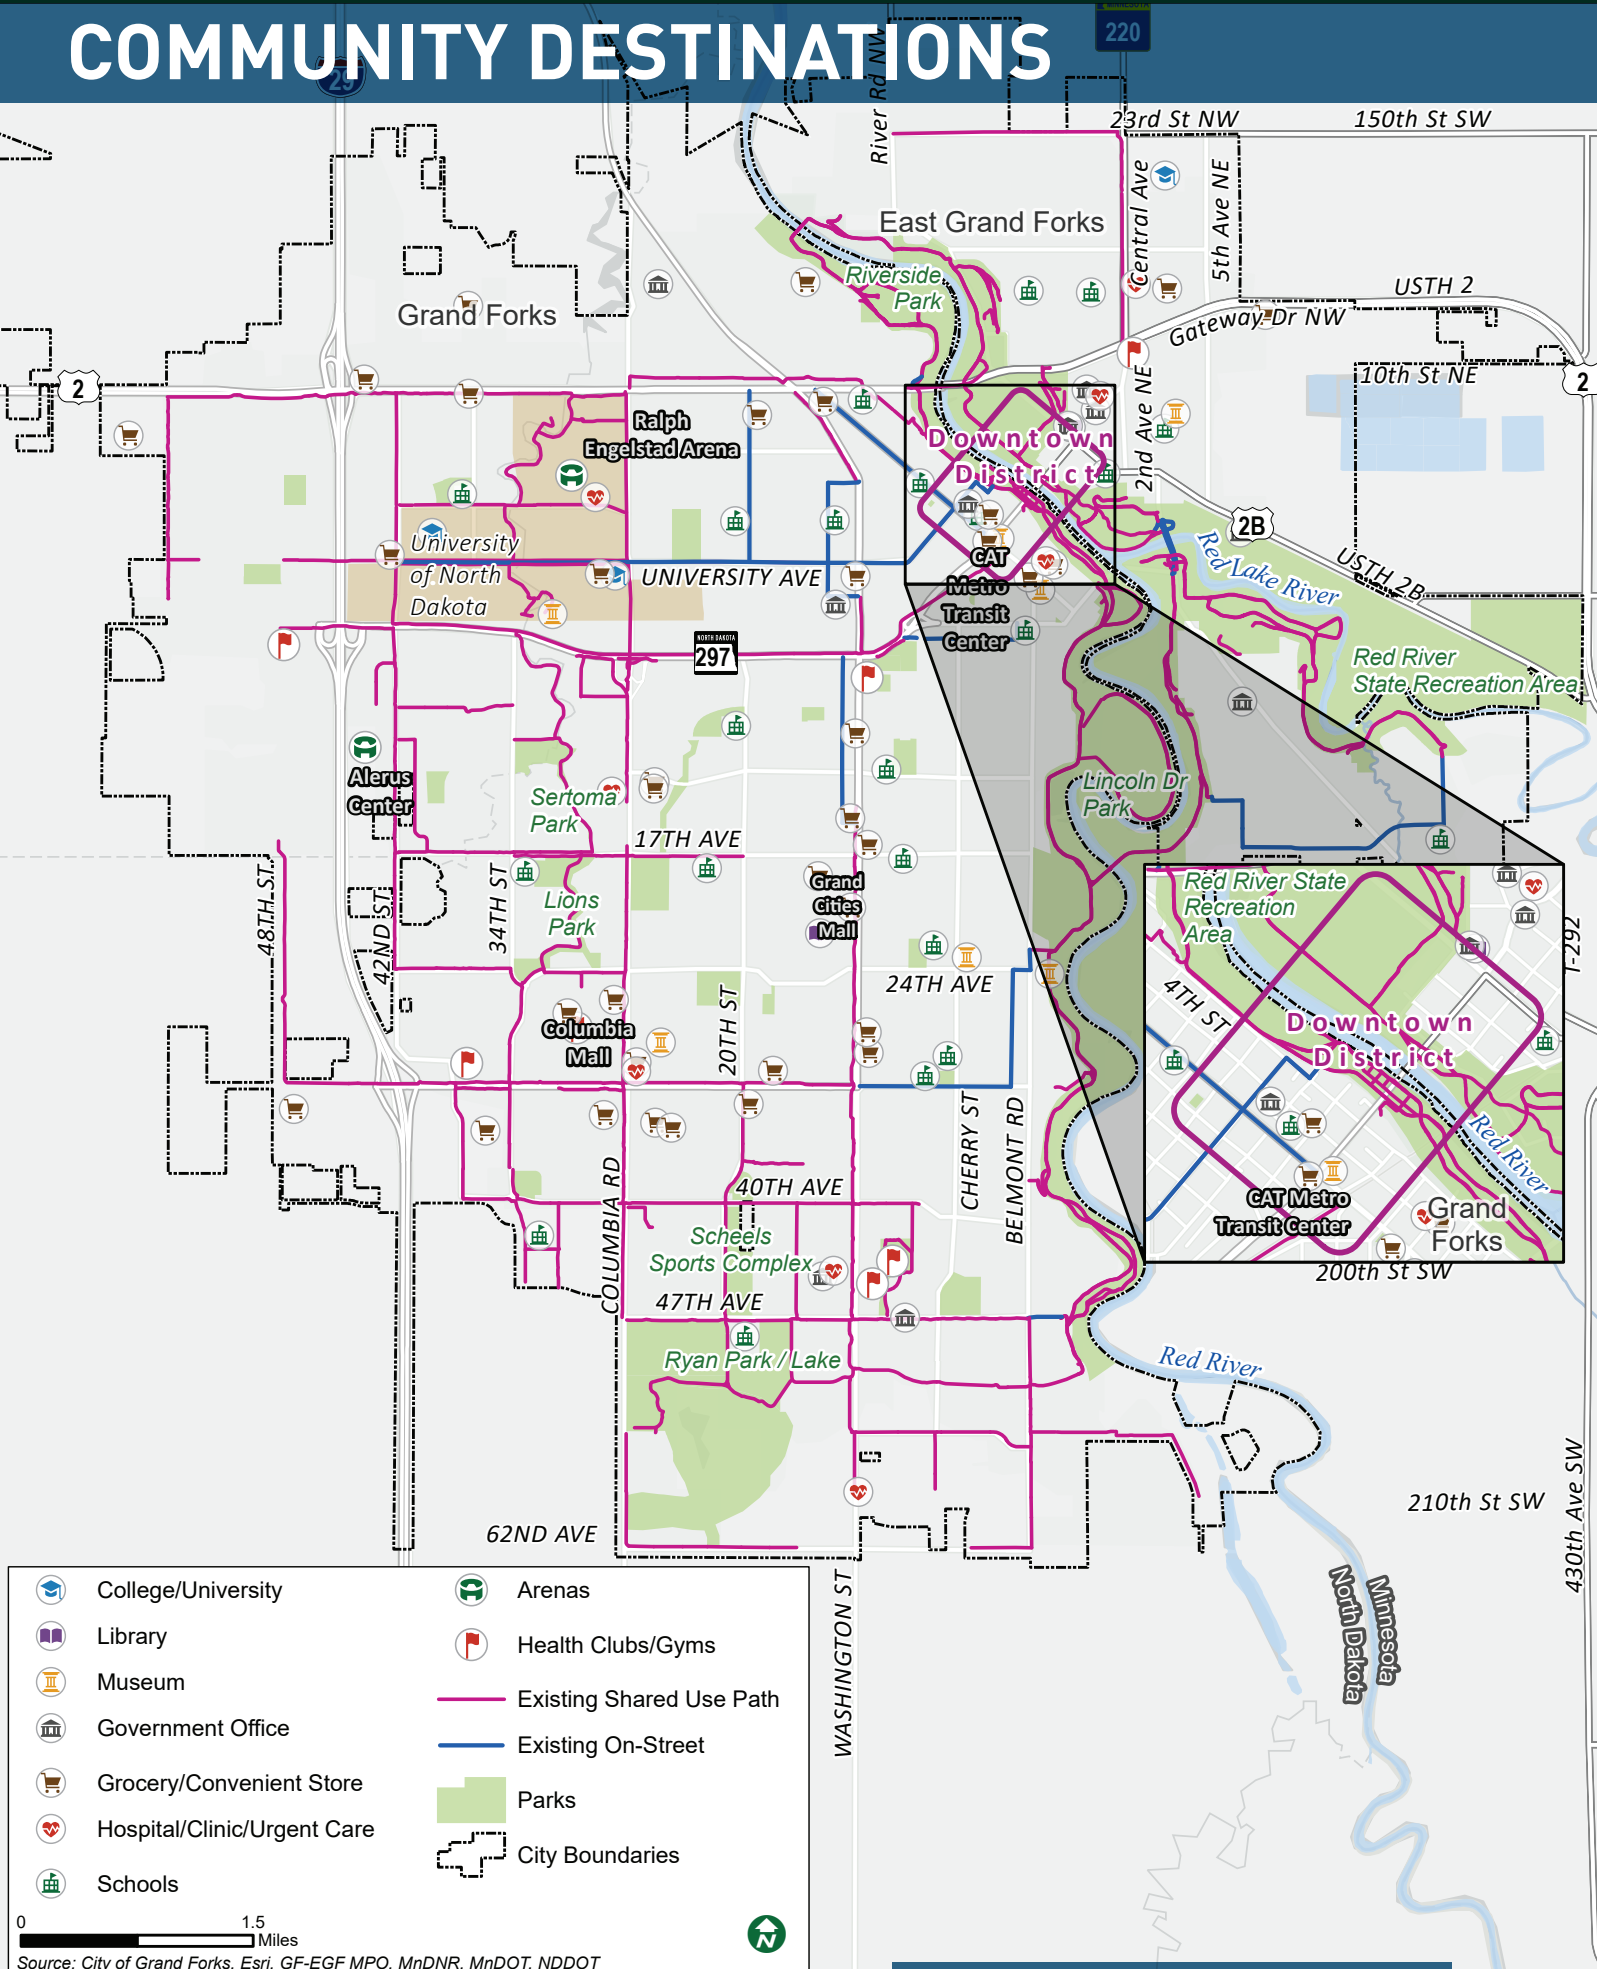 COMMUNITY DESTINATIONS
29
MINNESOTA
220
River Rd NW
23rd St NW
150th St SW
Central Ave
5th Ave NE
East Grand Forks
Riverside
Park
USTH 2
Gateway Dr NW
Grand Forks
10th St NE
2
2
2nd Ave NE
Ralph
Engelstad Arena
Downtown
District
2B
USTH 2B
Red Lake River
University
of North
Dakota
UNIVERSITY AVE
CAT
Metro
Transit
Center
NORTH DAKOTA
297
Red River
State Recreation Area
Alerus
Center
Sertoma
Park
Lincoln Dr
Park
17TH AVE
48TH ST
42ND ST
34TH ST
Lions
Park
Grand
Cities
Mall
Red River State
Recreation
Area
T-292
24TH AVE
20TH ST
4TH ST
Downtown
District
Columbia
Mall
Red River
CHERRY ST
BELMONT RD
COLUMBIA RD
40TH AVE
CAT Metro
Transit Center
Grand
Forks
Scheels
Sports Complex
200th St SW
47TH AVE
Ryan Park / Lake
Red River
62ND AVE
210th St SW
430th Ave SW
WASHINGTON ST
Minnesota
North Dakota
College/University
Library
Museum
Government Office
Grocery/Convenient Store
Hospital/Clinic/Urgent Care
Schools
Arenas
Health Clubs/Gyms
Existing Shared Use Path
Existing On-Street
Parks
City Boundaries
0
1.5
Miles
N
Source: City of Grand Forks, Esri, GF-EGF MPO, MnDNR, MnDOT, NDDOT